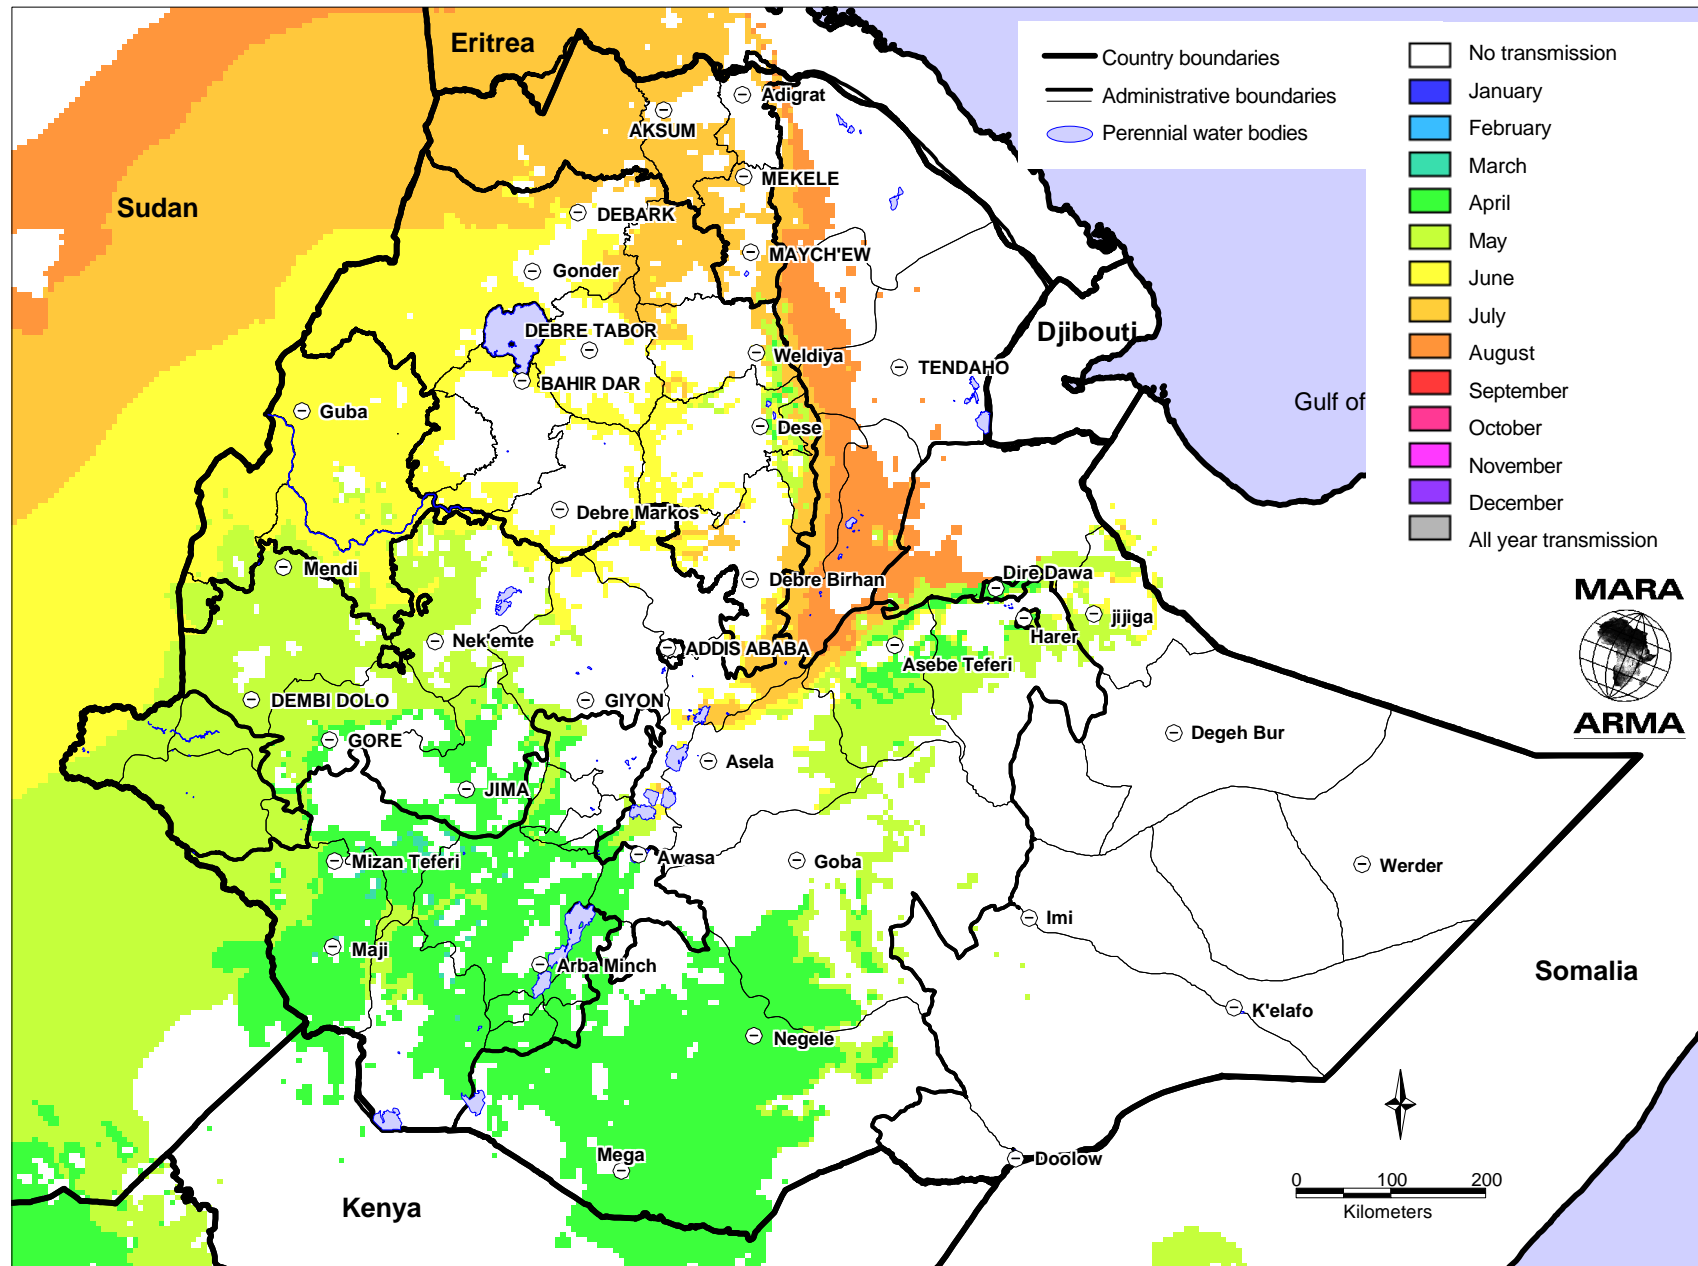 Eritrea
Country boundaries
Administrative boundaries
Perennial water bodies
No transmission
January
February
March
April
May
June
July
August
September
October
November
December
All year transmission
Adigrat
AKSUM
MEKELE
Sudan
DEBARK
MAYCH'EW
Gonder
DEBRE TABOR
Djibouti
Weldiya
TENDAHO
BAHIR DAR
Guba
Gulf of
Dese
Debre Markos
Mendi
Debre Birhan
Dire Dawa
jijiga
Harer
Nek'emte
ADDIS ABABA
Asebe Teferi
MARA
ARMA
DEMBI DOLO
GIYON
GORE
Degeh Bur
Asela
JIMA
Mizan Teferi
Awasa
Goba
Werder
Imi
Maji
Arba Minch
Somalia
K'elafo
Negele
Mega
Doolow
Kenya
0 100 200
Kilometers